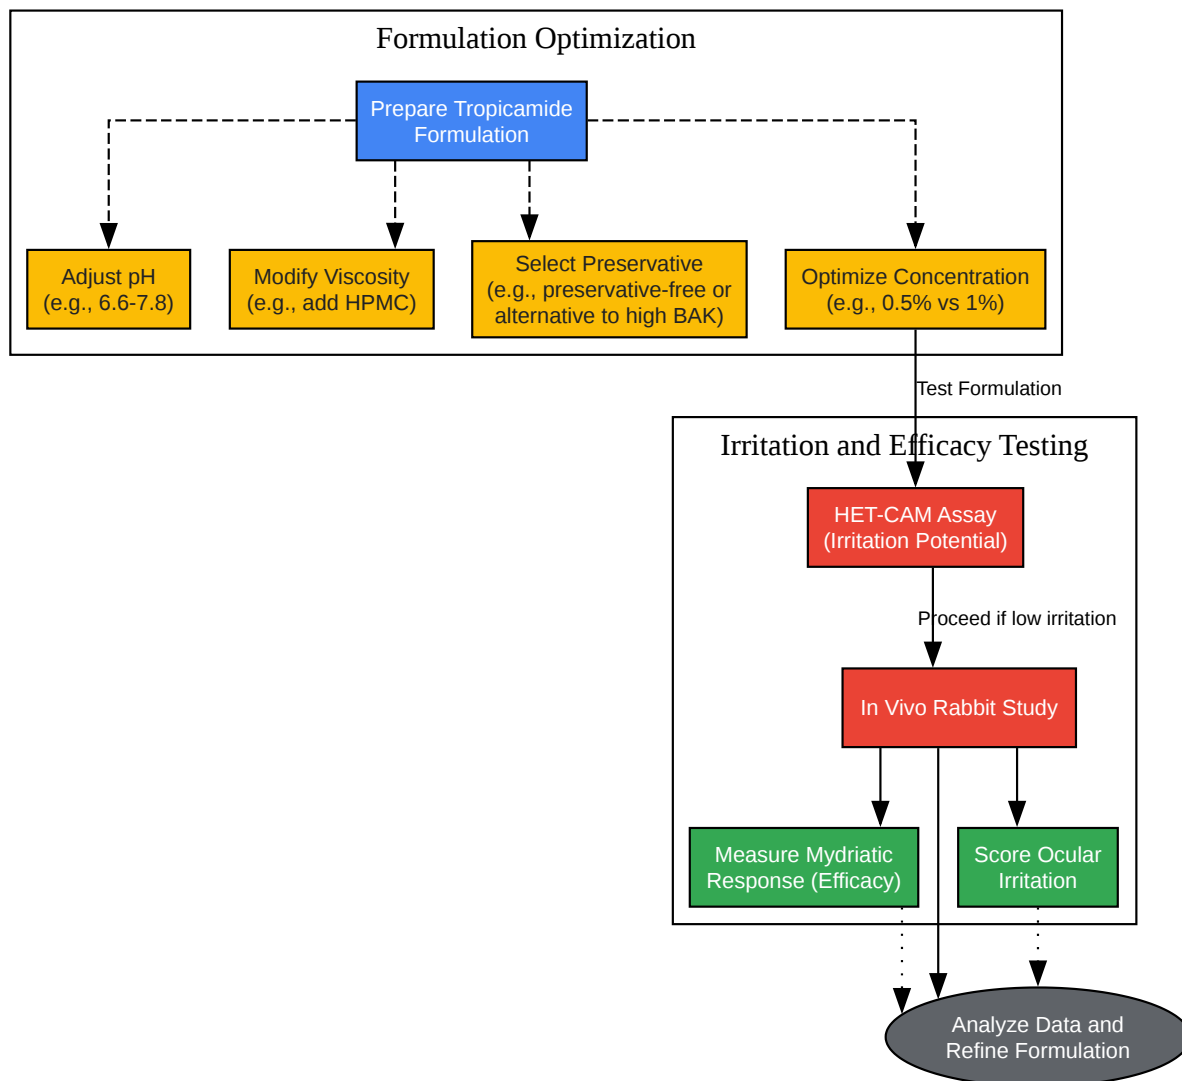 Formulation Optimization
Prepare Tropicamide
Formulation
Adjust pH
(e.g., 6.6-7.8)
Modify Viscosity
(e.g., add HPMC)
Select Preservative
(e.g., preservative-free or
alternative to high BAK)
Optimize Concentration
(e.g., 0.5% vs 1%)
Test Formulation
Irritation and Efficacy Testing
HET-CAM Assay
(Irritation Potential)
Proceed if low irritation
In Vivo Rabbit Study
Measure Mydriatic
Response (Efficacy)
Score Ocular
Irritation
Analyze Data and
Refine Formulation